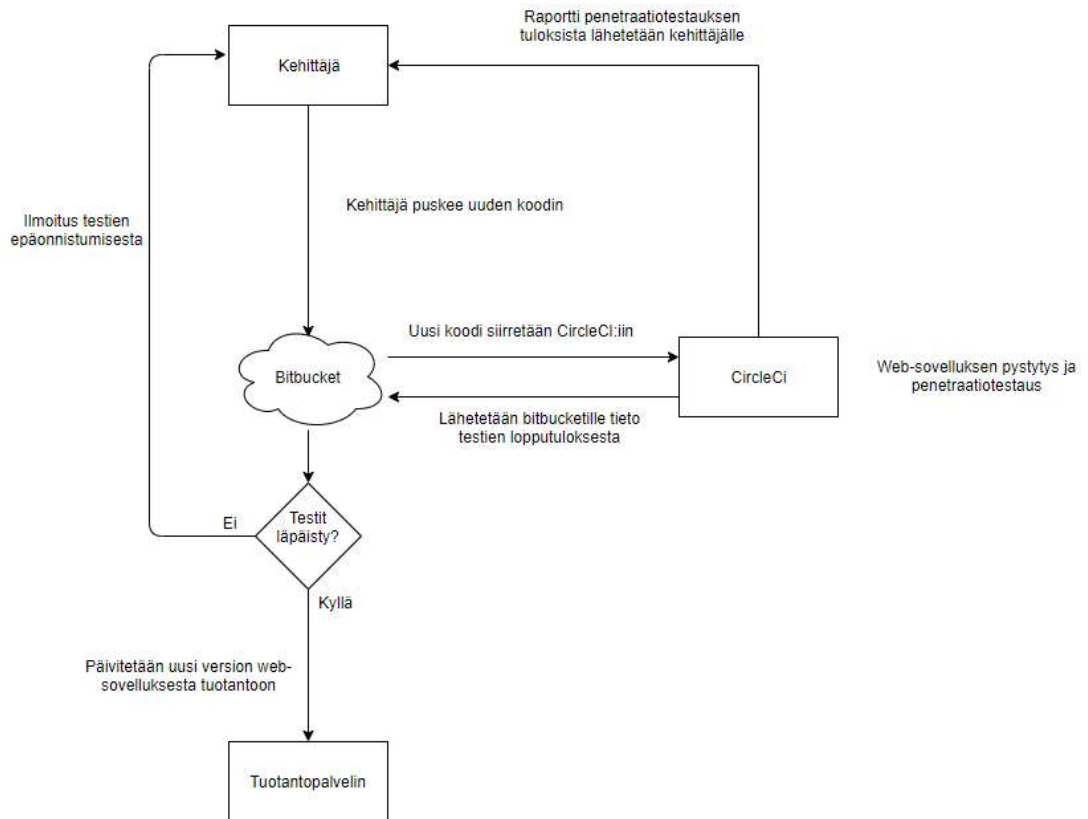 Raportti penetraatiotestauksen
tuloksista lähetetään kehittäjälle
Kehittäjä
Ilmoitus testien
epäonnistumisesta
Kehittäjä puskee uuden koodin
Uusi koodi siirretään CircleCI:iin
Bitbucket
CircleCi
Web-sovelluksen pystytys ja
penetraatiotestaus
Lähetetään bitbucketille tieto
testien lopputuloksesta
Ei
Testit
läpäisty?
Kyllä
Päivitetään uusi version web-
sovelluksesta tuotantoon
Tuotantopalvelin